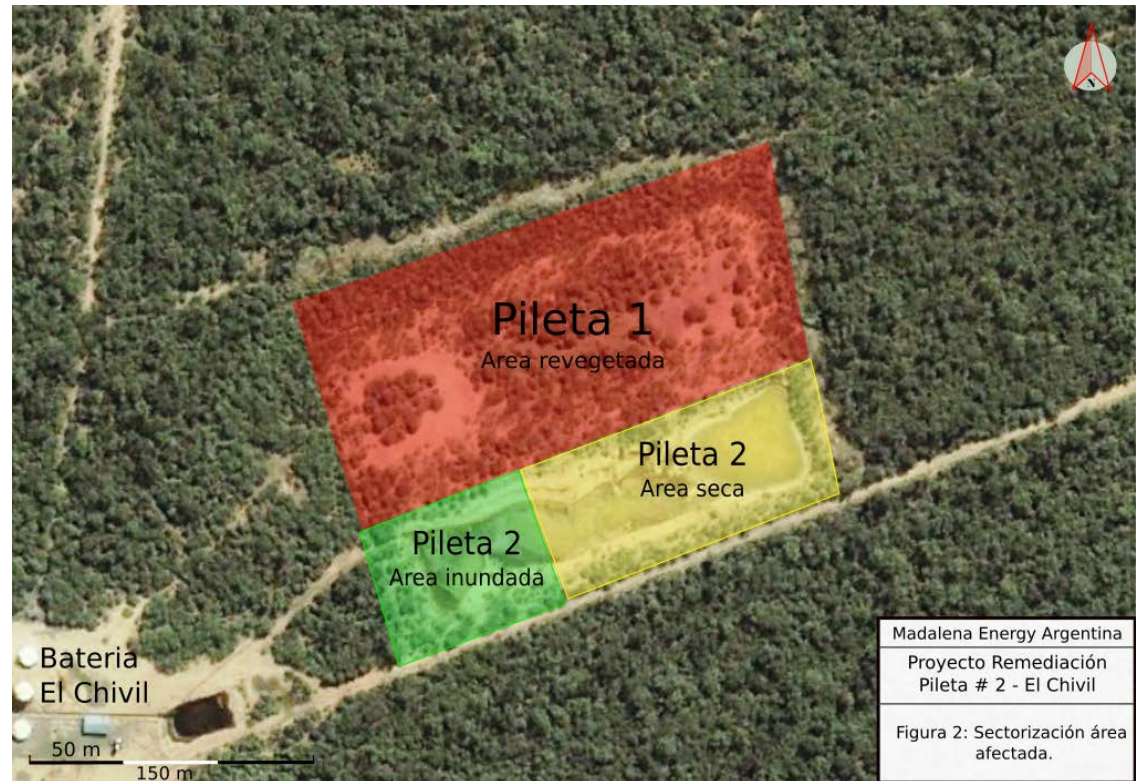 N
Pileta 1
Area revegetada
Pileta 2
Area seca
Pileta 2
Area inundada
Bateria
El Chivil
50 m
150 m
Madalena Energy Argentina
Proyecto Remediación
Pileta # 2 - El Chivil
Figura 2: Sectorización área
afectada.